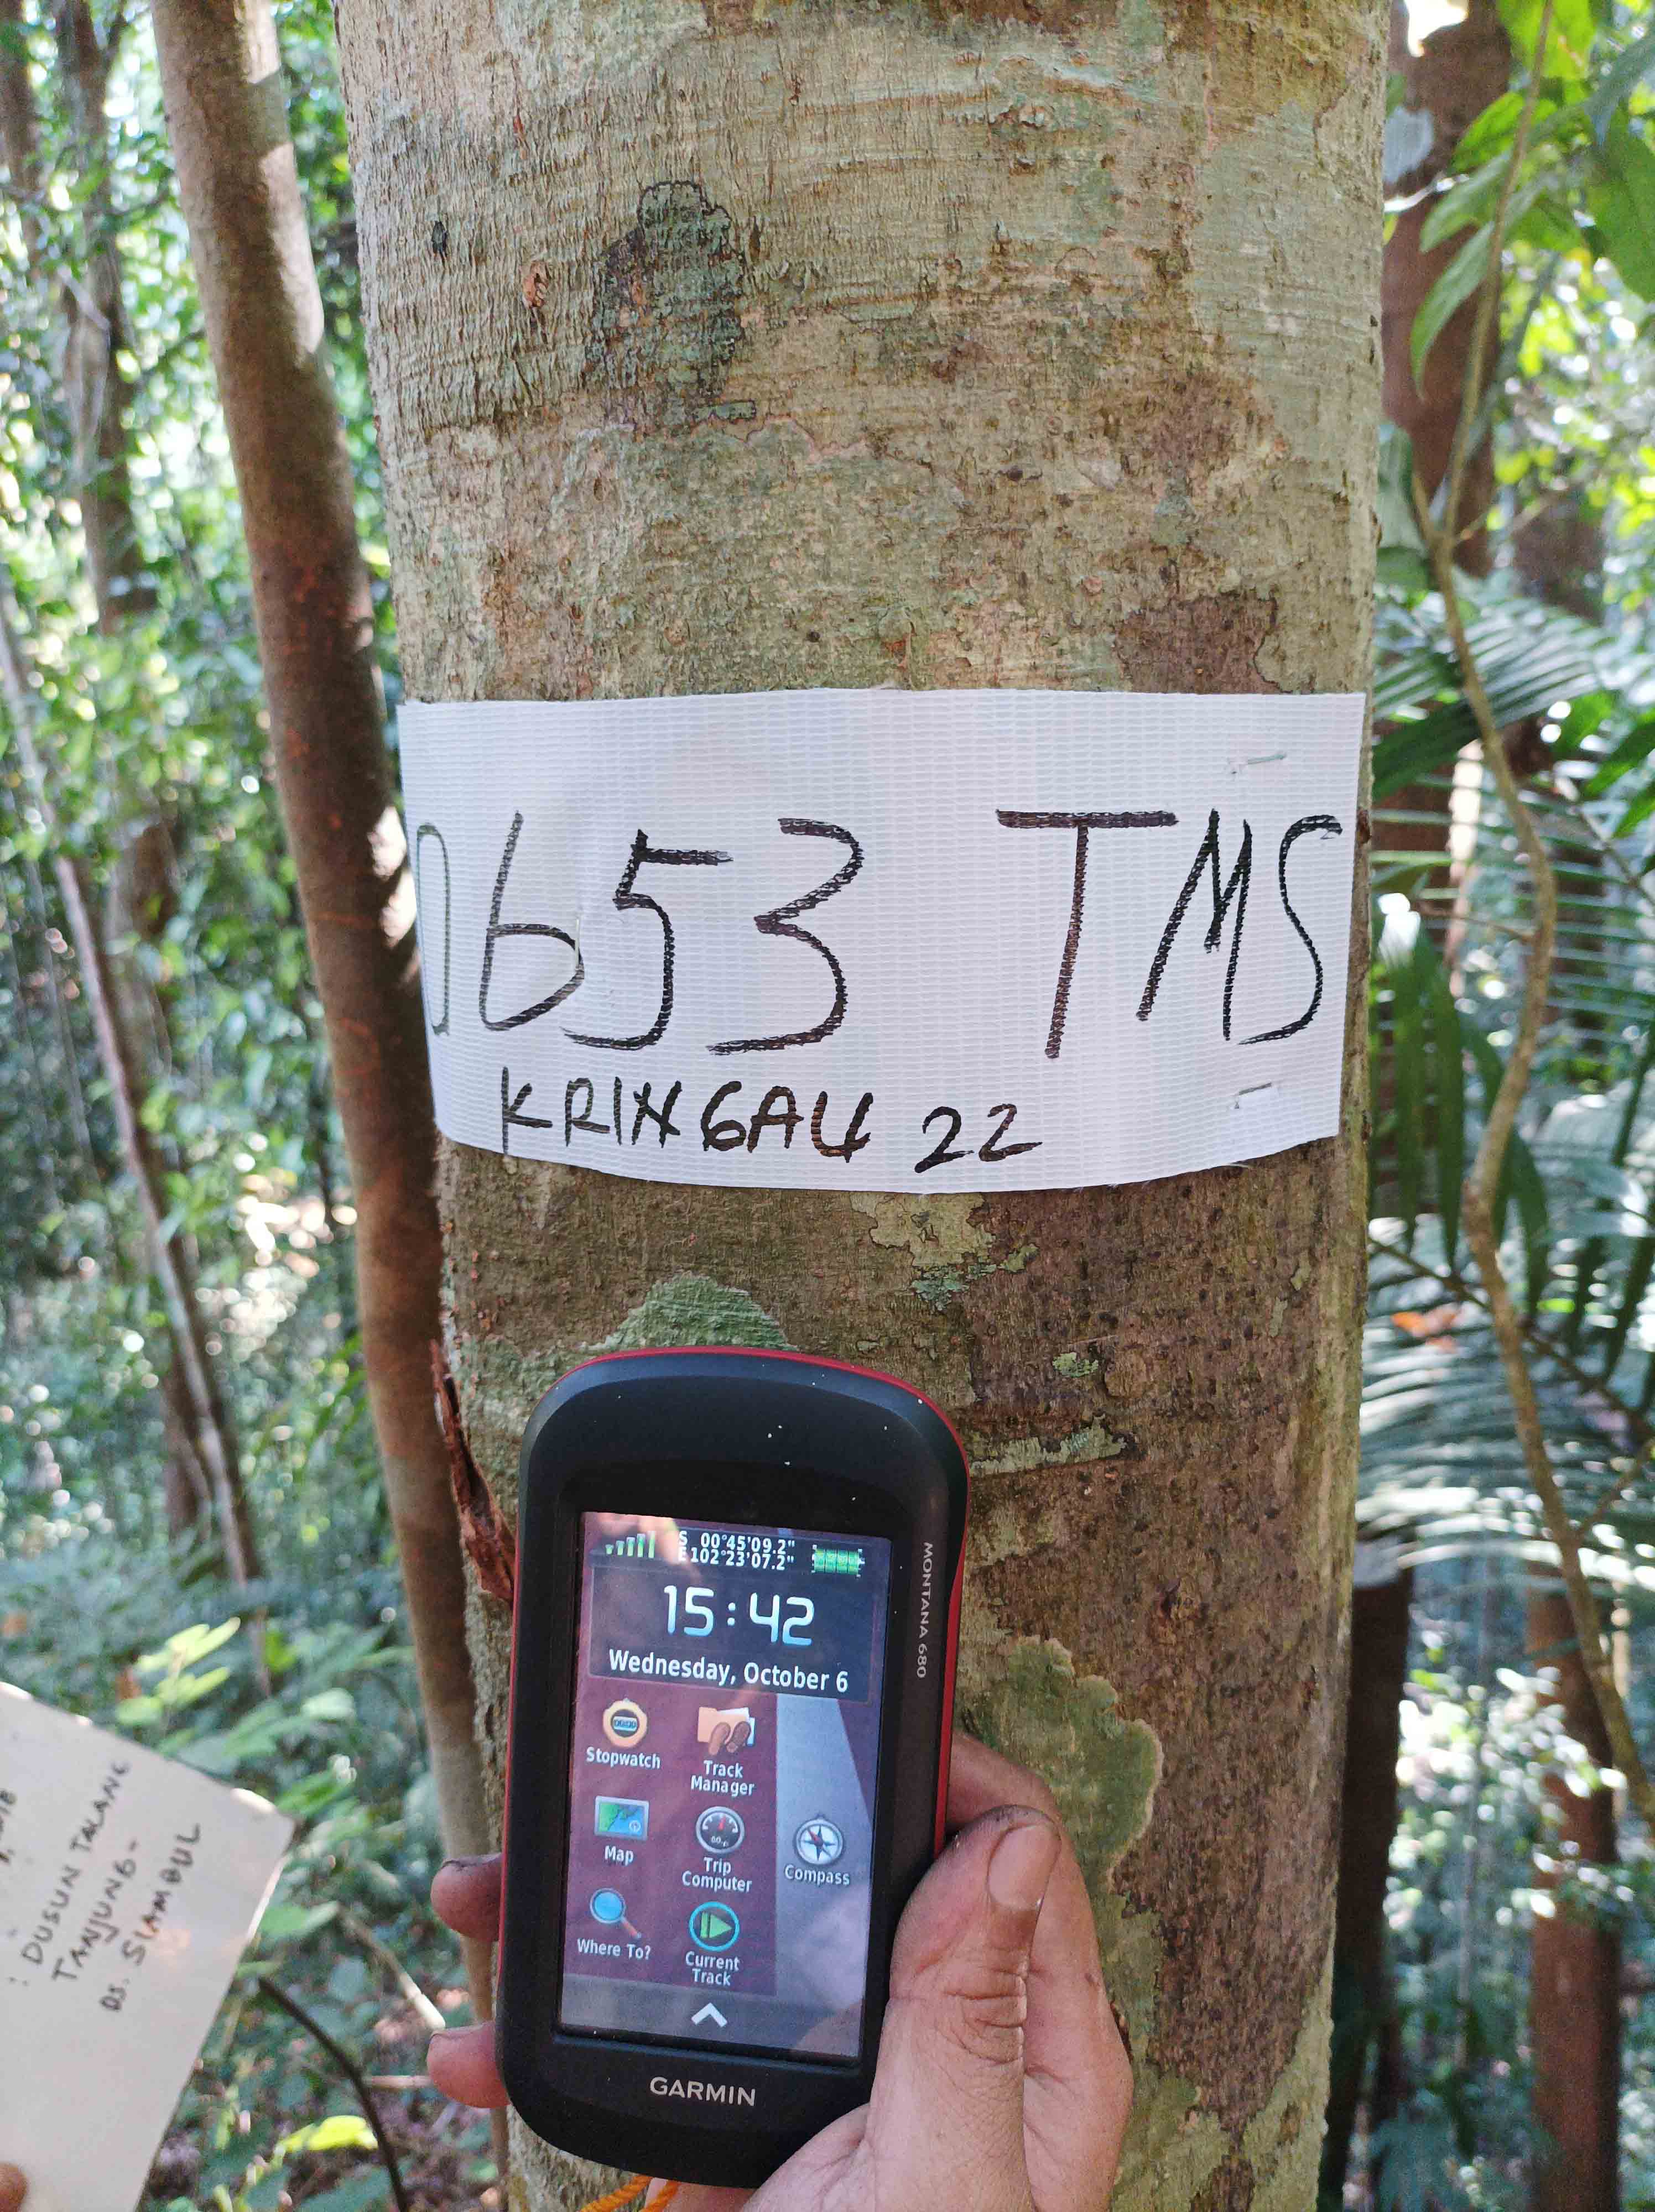 0653 TMS
KRINGAU 22
S 00°45'09.2"
E 102°23'07.2"
15:42
Wednesday, October 6
Stopwatch
Track Manager
Map
Trip Computer
Compass
Where To?
Current Track
GARMIN
MONTANA 680
: DUSUN TALANG
TANJUNG-
DS. SIAMBUL